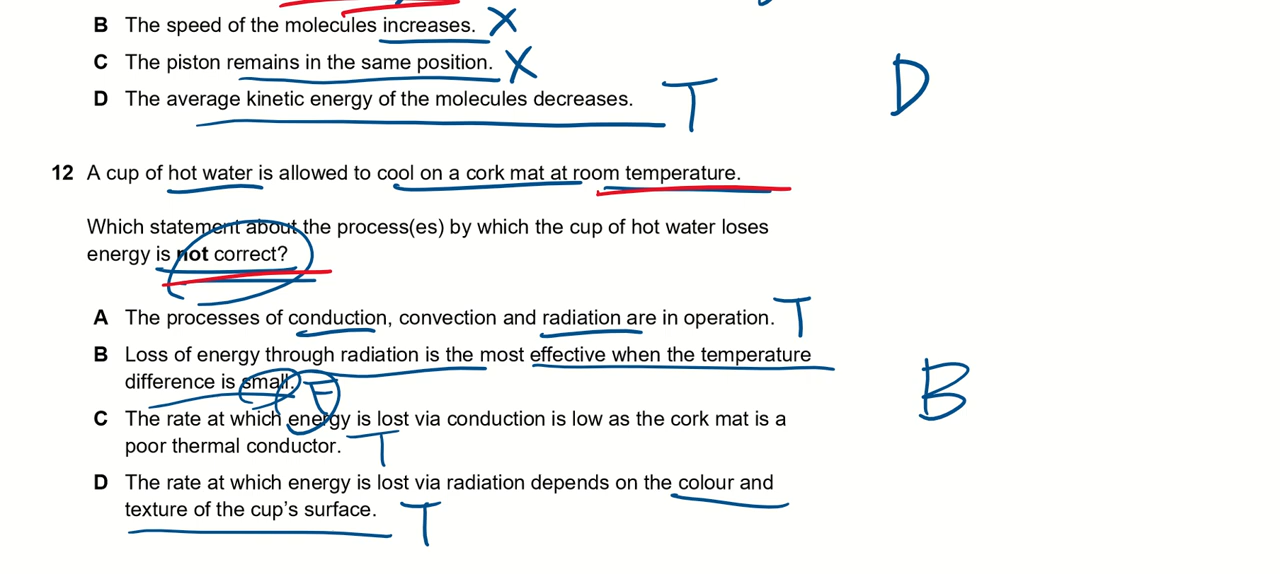 B The speed of the molecules increases. X
C The piston remains in the same position. X
D The average kinetic energy of the molecules decreases. T
D
12 A cup of hot water is allowed to cool on a cork mat at room temperature.
Which statement about the process(es) by which the cup of hot water loses
energy is not correct?
A The processes of conduction, convection and radiation are in operation. T
B Loss of energy through radiation is the most effective when the temperature
difference is small. F
B
C The rate at which energy is lost via conduction is low as the cork mat is a
poor thermal conductor. T
D The rate at which energy is lost via radiation depends on the colour and
texture of the cup's surface. T